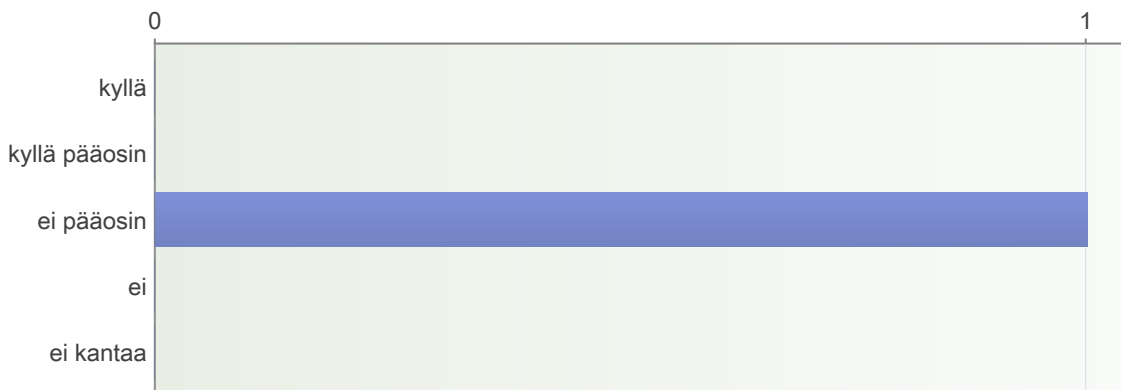 0 1
kyllä
kyllä pääosin
ei pääosin
ei
ei kantaa